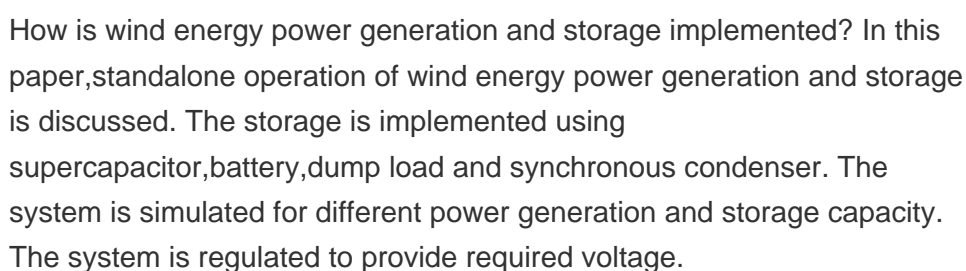 How is wind energy power generation and storage implemented? In this
paper,standalone operation of wind energy power generation and storage
is discussed. The storage is implemented using
supercapacitor,battery,dump load and synchronous condenser. The
system is simulated for different power generation and storage capacity.
The system is regulated to provide required voltage.